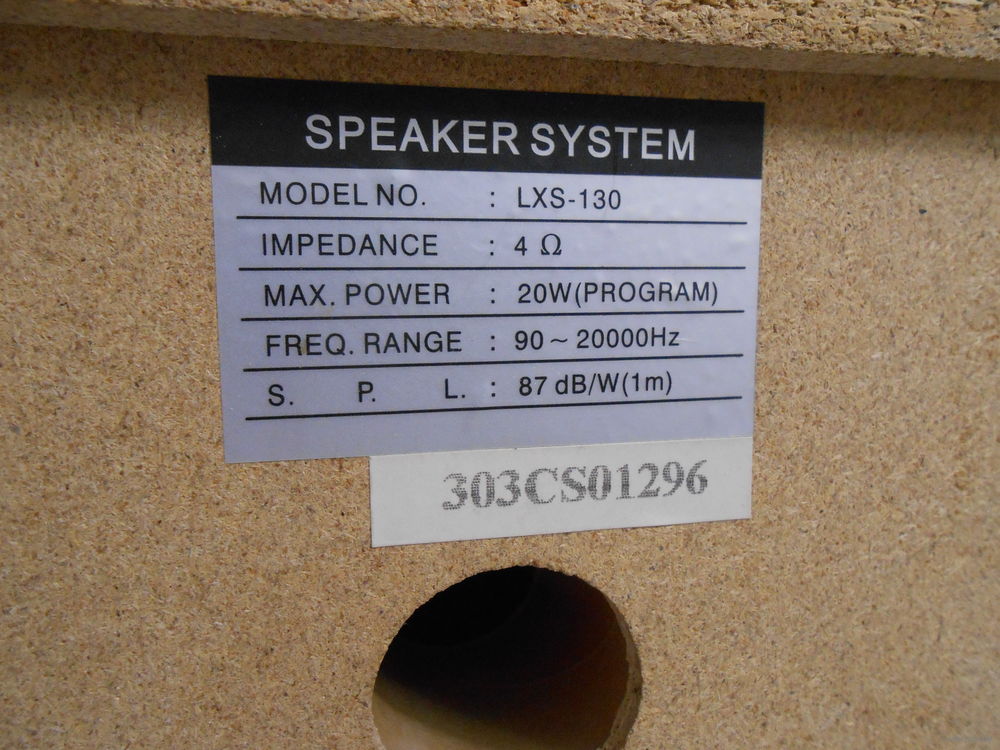 SPEAKER SYSTEM
MODEL NO. : LXS-130
IMPEDANCE : 4 Ω
MAX. POWER : 20W(PROGRAM)
FREQ. RANGE : 90 ~ 20000Hz
S. P. L. : 87 dB/W(1m)
303CS01296